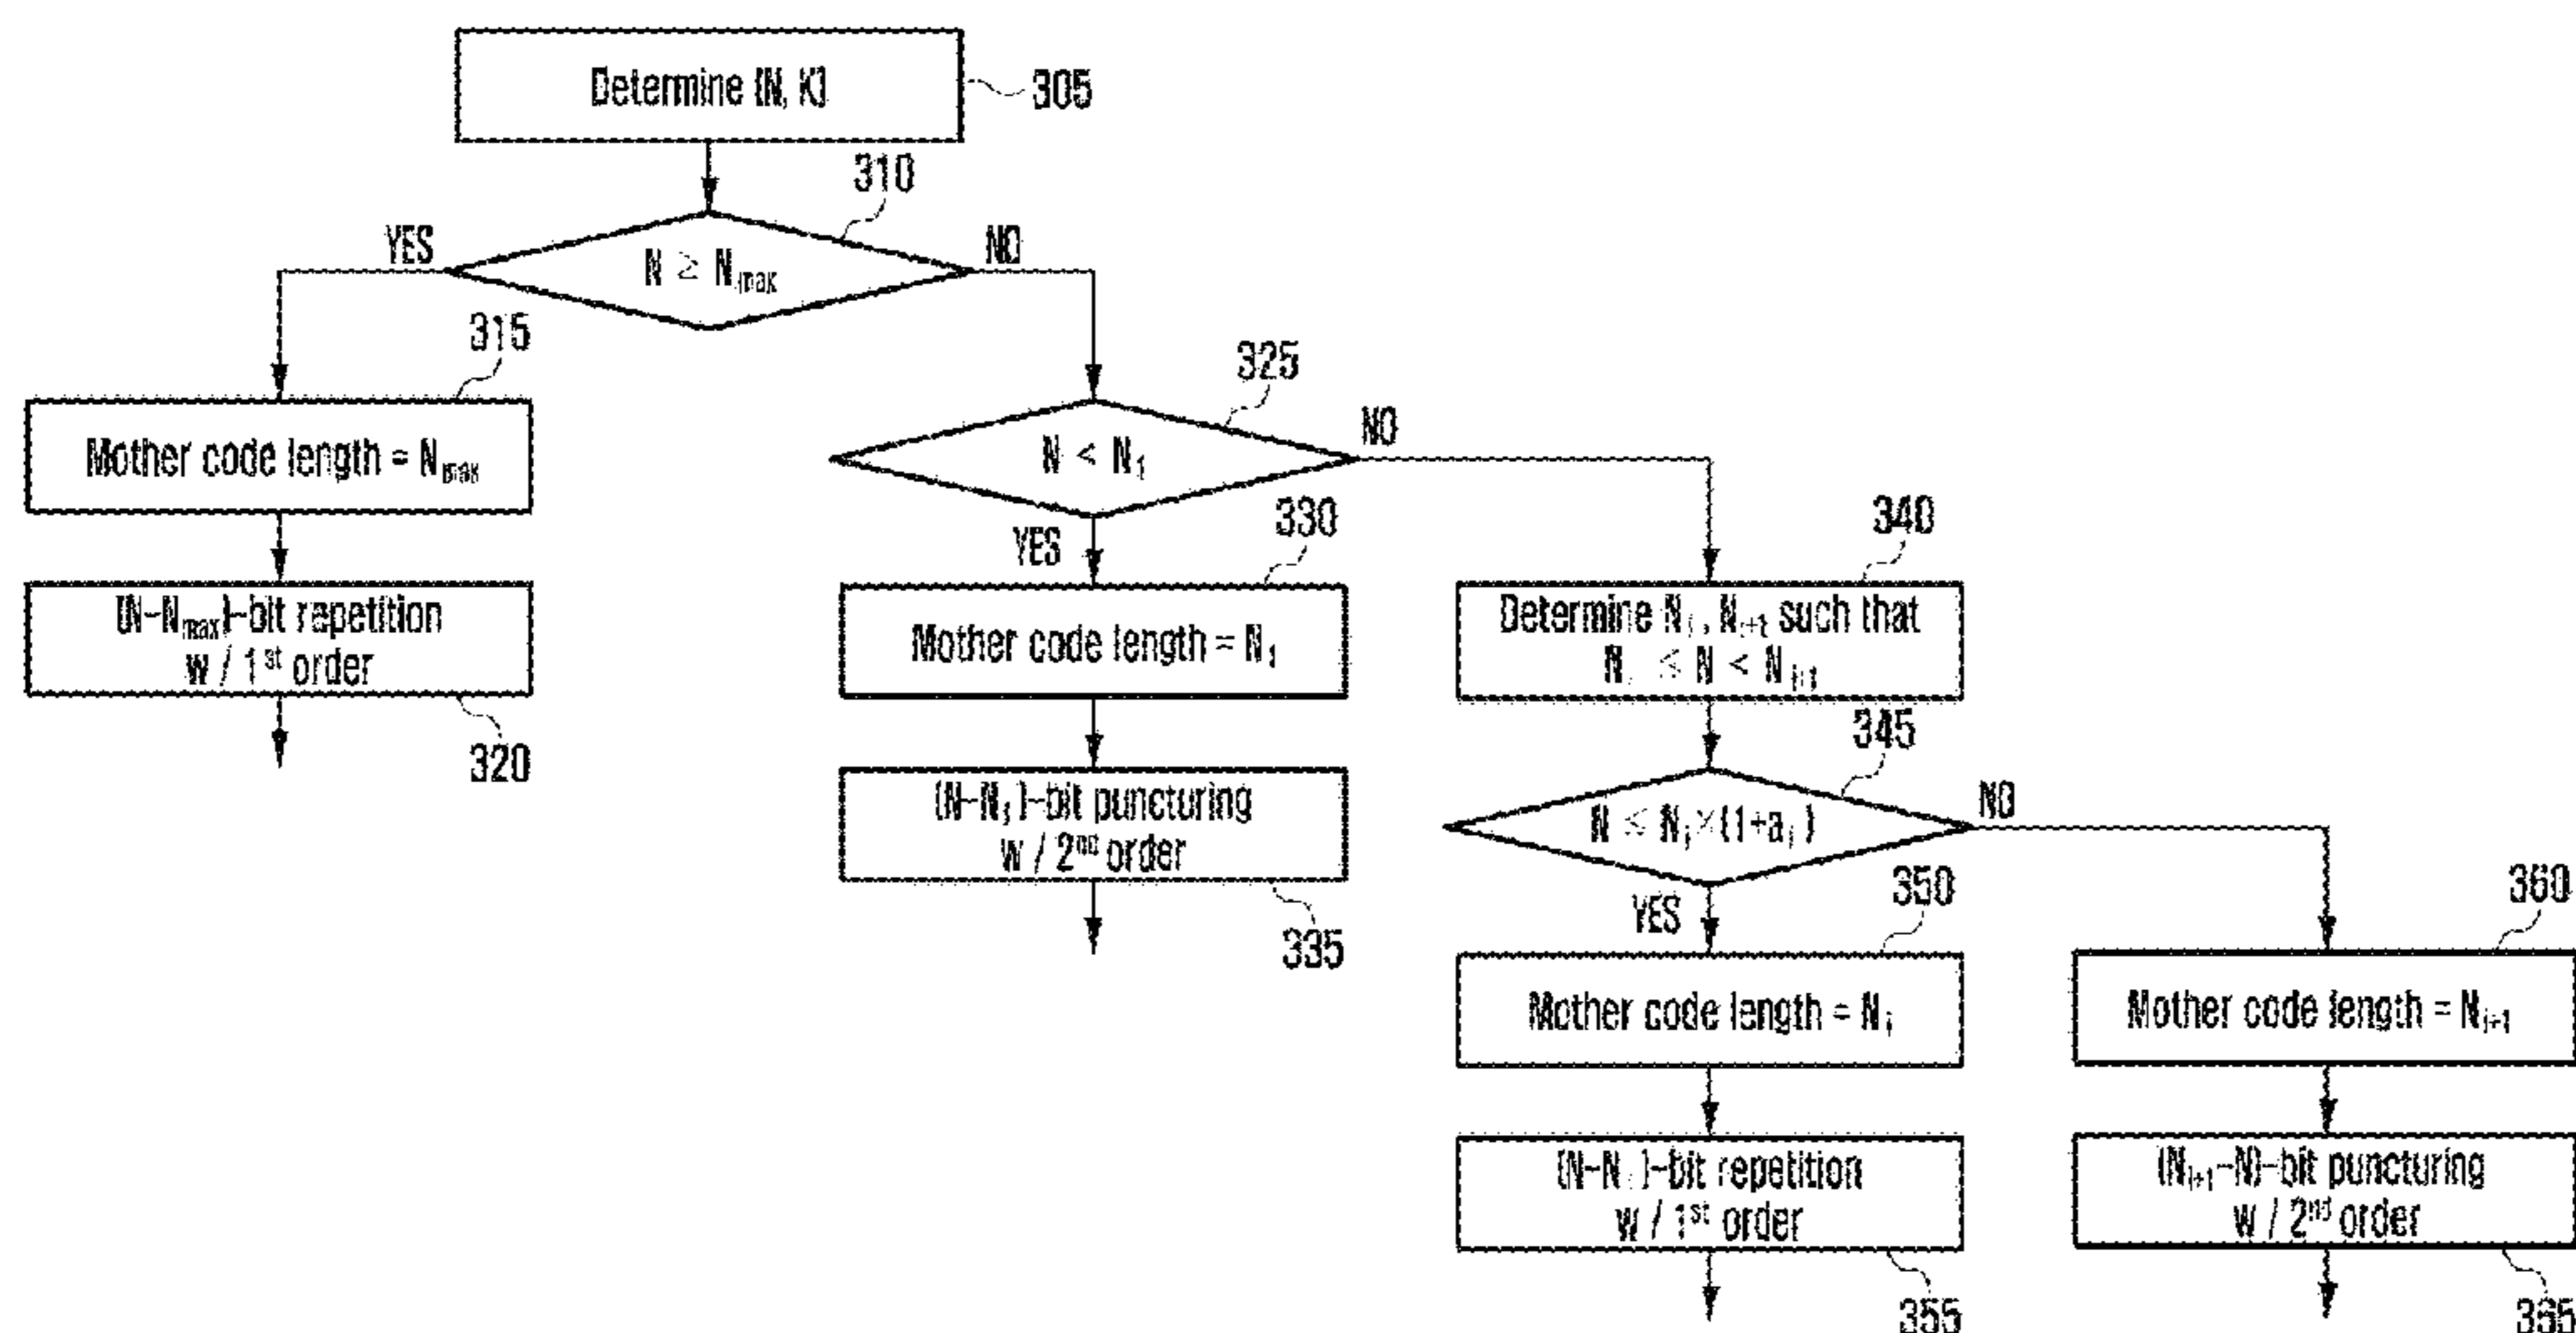 Determine (N, K)
305
310
YES
N ≥ Nmax
NO
315
Mother code length = Nmax
325
N < N1
NO
(N-Nmax)-bit repetition
w / 1st order
320
YES
330
Mother code length = N1
340
Determine Ni, Ni+1 such that
Ni ≤ N < Ni+1
(N-N1)-bit puncturing
w / 2nd order
335
345
N ≤ Ni×(1+ai)
NO
YES
350
Mother code length = Ni
360
Mother code length = Ni+1
(N-Ni)-bit repetition
w / 1st order
355
(Ni+1-N)-bit puncturing
w / 2nd order
365